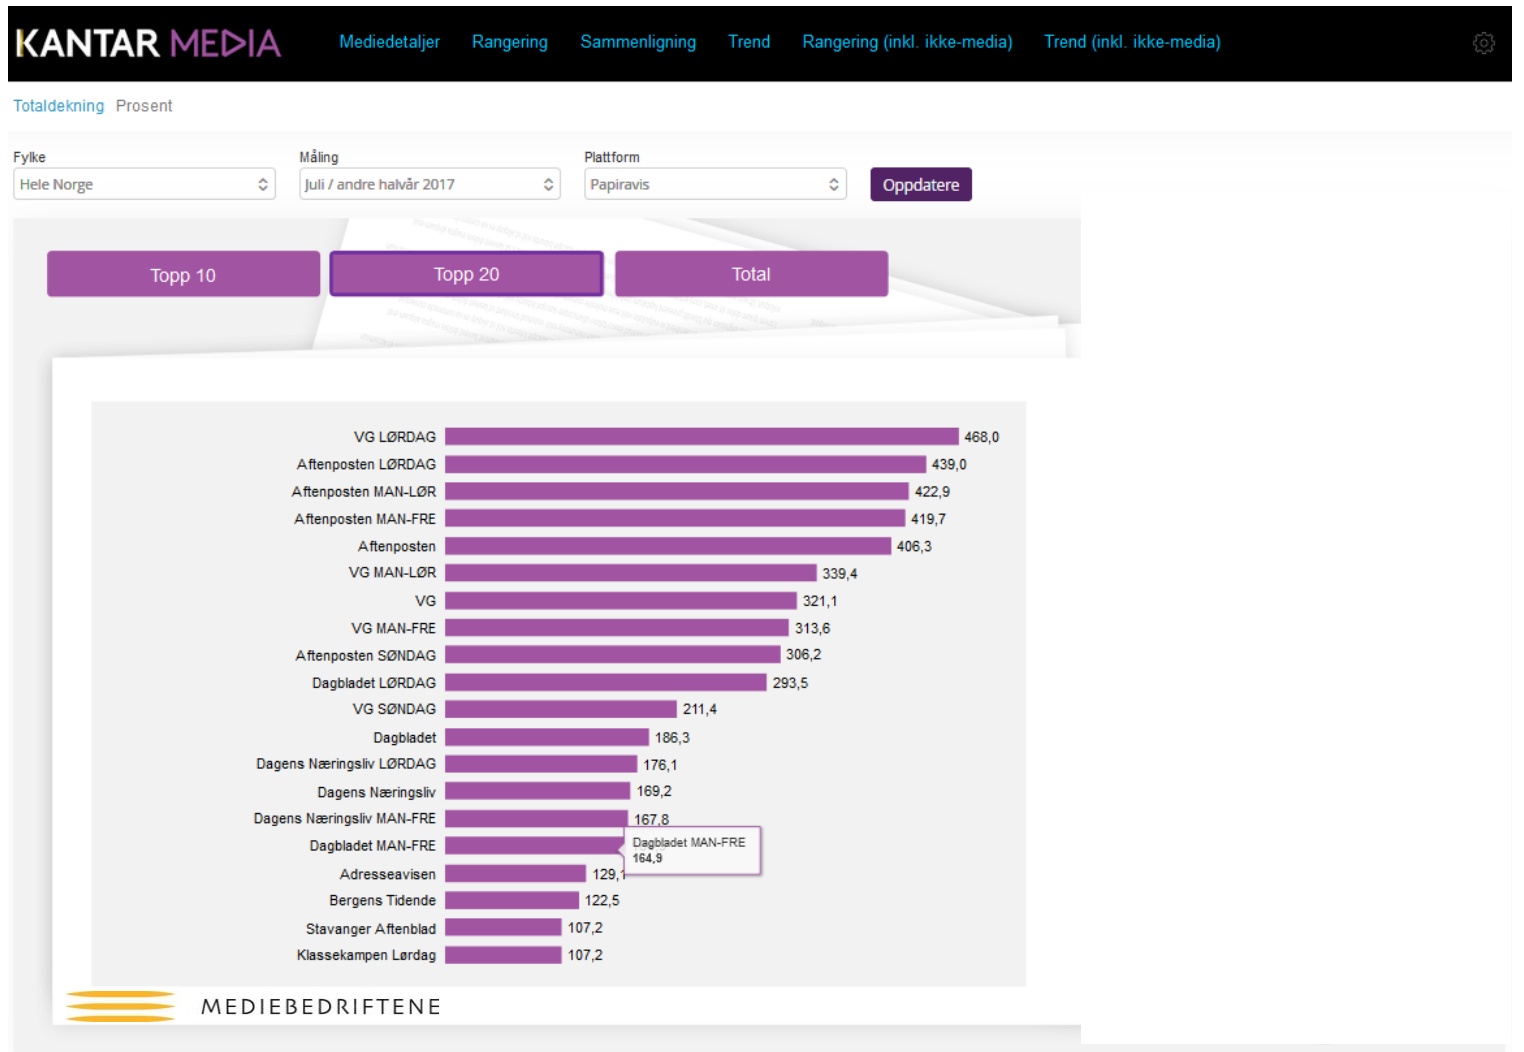 KANTAR MEDIA Mediedetaljer Rangering Sammenligning Trend Rangering (inkl. ikke-media) Trend (inkl. ikke-media)
Totaldekning Prosent
Fylke Måling Plattform
Hele Norge Juli / andre halvår 2017 Papiravis Oppdatere
Topp 10 Topp 20 Total
VG LØRDAG 468,0
Aftenposten LØRDAG 439,0
Aftenposten MAN-LØR 422,9
Aftenposten MAN-FRE 419,7
Aftenposten 406,3
VG MAN-LØR 339,4
VG 321,1
VG MAN-FRE 313,6
Aftenposten SØNDAG 306,2
Dagbladet LØRDAG 293,5
VG SØNDAG 211,4
Dagbladet 186,3
Dagens Næringsliv LØRDAG 176,1
Dagens Næringsliv 169,2
Dagens Næringsliv MAN-FRE 167,8
Dagbladet MAN-FRE Dagbladet MAN-FRE
164,9
Adresseavisen 129,1
Bergens Tidende 122,5
Stavanger Aftenblad 107,2
Klassekampen Lørdag 107,2
MEDIEBEDRIFTENE